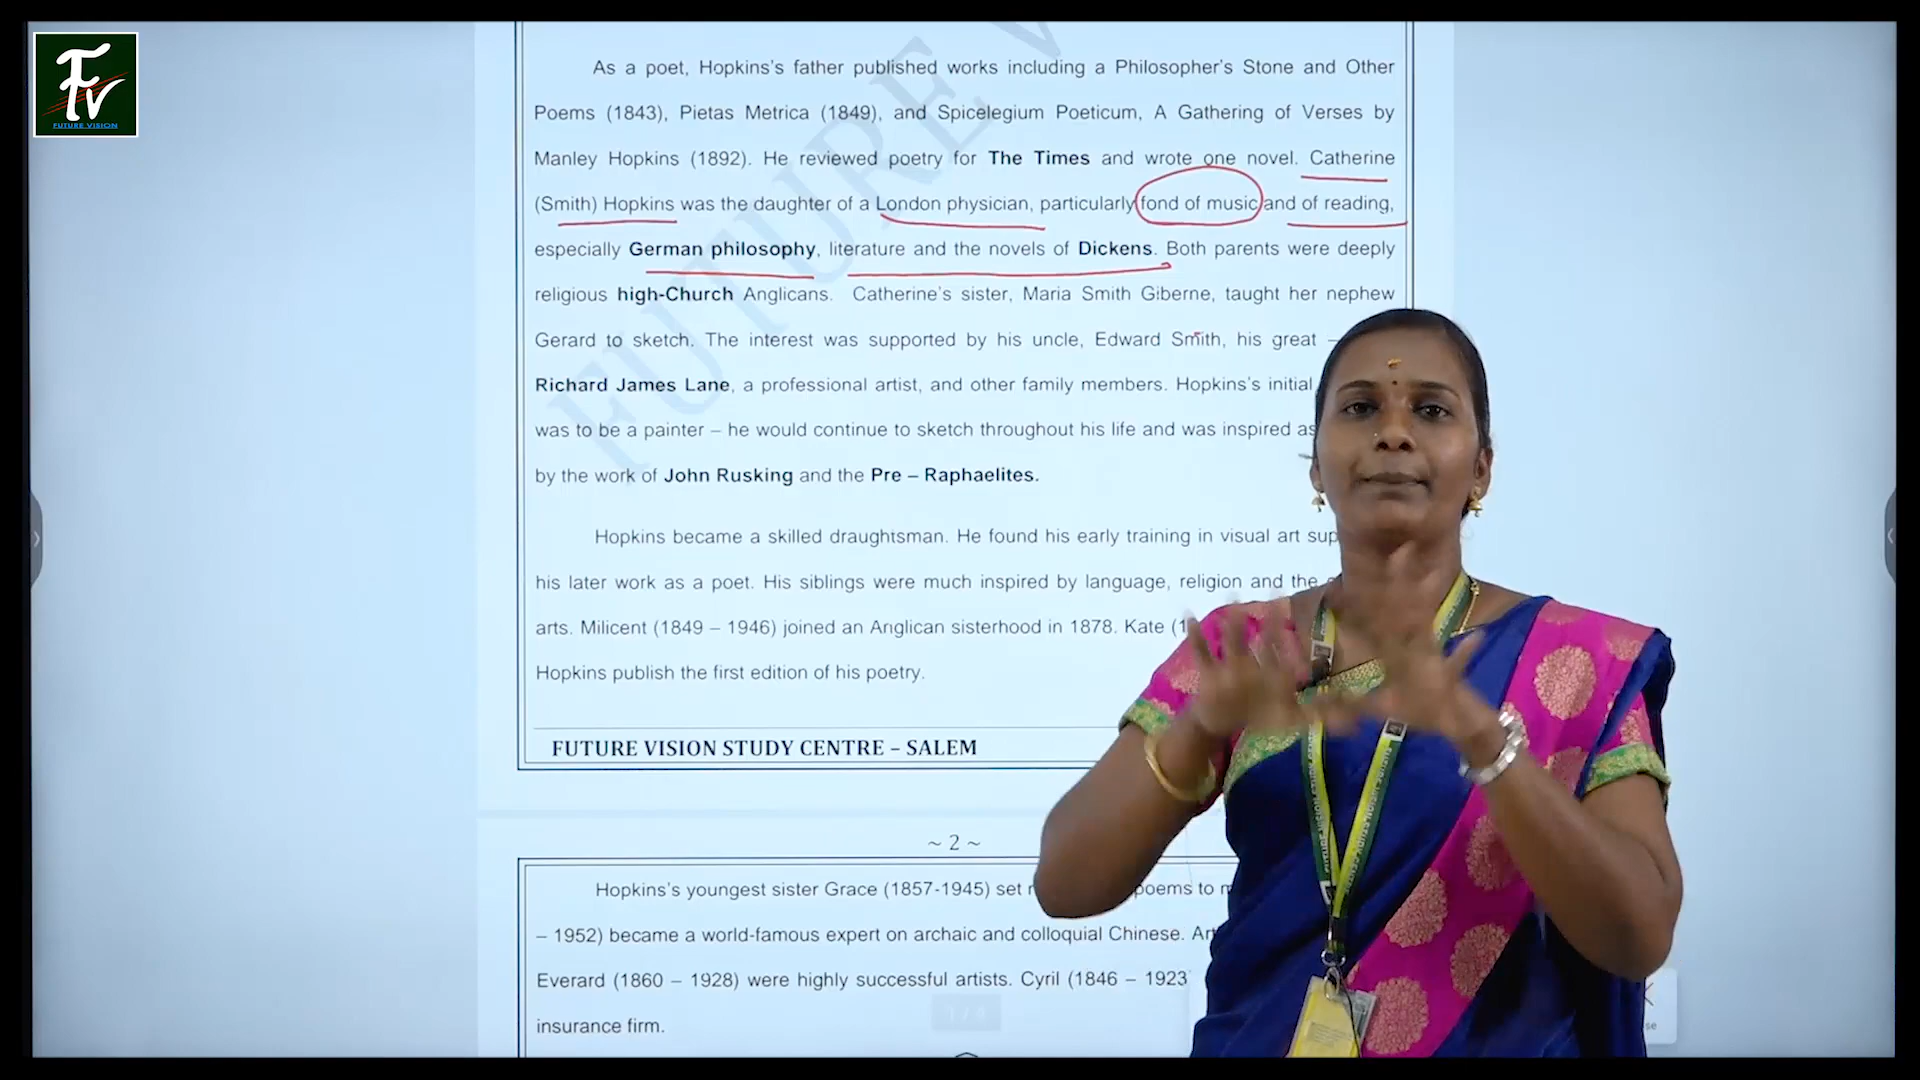 FV
FUTURE VISION
FUTURE V
As a poet, Hopkins's father published works including a Philosopher's Stone and Other
Poems (1843), Pietas Metrica (1849), and Spicelegium Poeticum, A Gathering of Verses by
Manley Hopkins (1892). He reviewed poetry for The Times and wrote one novel. Catherine
(Smith) Hopkins was the daughter of a London physician, particularly fond of music and of reading,
especially German philosophy, literature and the novels of Dickens. Both parents were deeply
religious high-Church Anglicans. Catherine's sister, Maria Smith Giberne, taught her nephew
Gerard to sketch. The interest was supported by his uncle, Edward Smith, his great –
Richard James Lane, a professional artist, and other family members. Hopkins's initial
was to be a painter – he would continue to sketch throughout his life and was inspired as
by the work of John Rusking and the Pre – Raphaelites.
Hopkins became a skilled draughtsman. He found his early training in visual art sup
his later work as a poet. His siblings were much inspired by language, religion and the
arts. Milicent (1849 – 1946) joined an Anglican sisterhood in 1878. Kate (1
Hopkins publish the first edition of his poetry.
FUTURE VISION STUDY CENTRE – SALEM
~ 2 ~
Hopkins's youngest sister Grace (1857-1945) set poems to
– 1952) became a world-famous expert on archaic and colloquial Chinese.
Everard (1860 – 1928) were highly successful artists. Cyril (1846 – 1923
insurance firm.